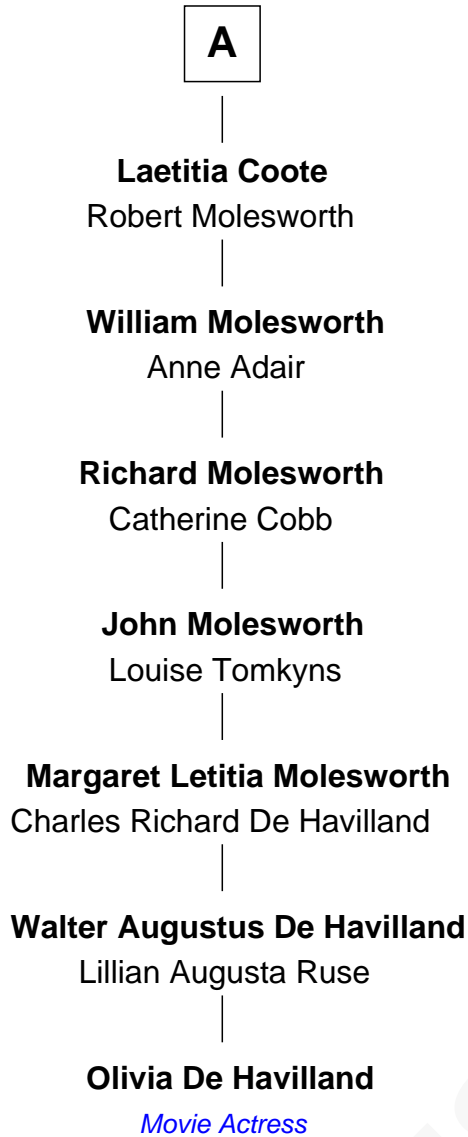 A
Laetitia Coote
Robert Molesworth
William Molesworth
Anne Adair
Richard Molesworth
Catherine Cobb
John Molesworth
Louise Tomkyns
Margaret Letitia Molesworth
Charles Richard De Havilland
Walter Augustus De Havilland
Lillian Augusta Ruse
Olivia De Havilland
Movie Actress